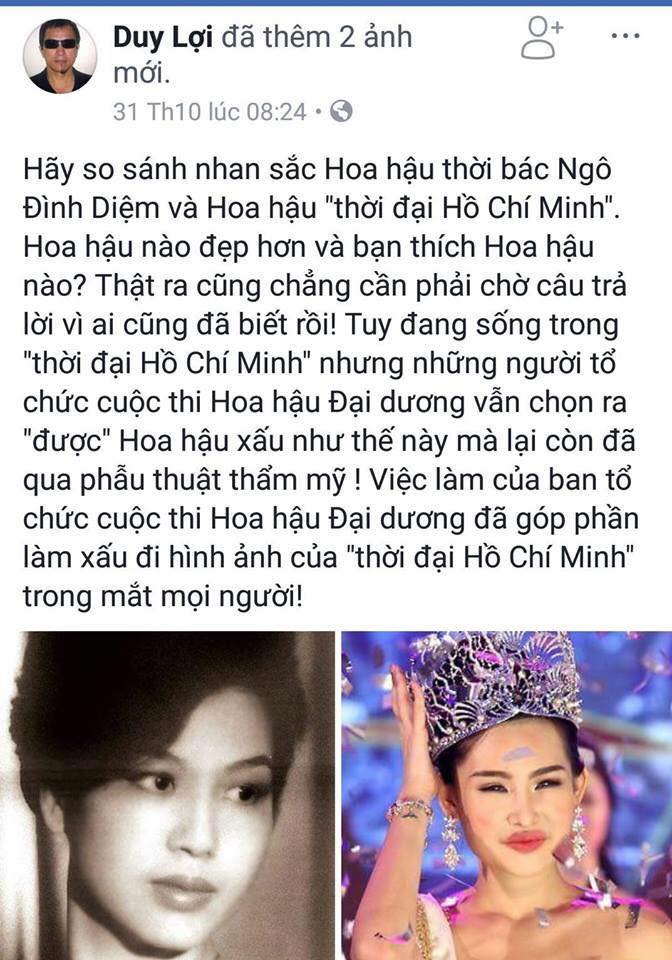 Duy Lợi đã thêm 2 ảnh
mới.
31 Th10 lúc 08:24 •
Hãy so sánh nhan sắc Hoa hậu thời bác Ngô
Đình Diệm và Hoa hậu "thời đại Hồ Chí Minh".
Hoa hậu nào đẹp hơn và bạn thích Hoa hậu
nào? Thật ra cũng chẳng cần phải chờ câu trả
lời vì ai cũng đã biết rồi! Tuy đang sống trong
"thời đại Hồ Chí Minh" nhưng những người tổ
chức cuộc thi Hoa hậu Đại dương vẫn chọn ra
"được" Hoa hậu xấu như thế này mà lại còn đã
qua phẫu thuật thẩm mỹ ! Việc làm của ban tổ
chức cuộc thi Hoa hậu Đại dương đã góp phần
làm xấu đi hình ảnh của "thời đại Hồ Chí Minh"
trong mắt mọi người!